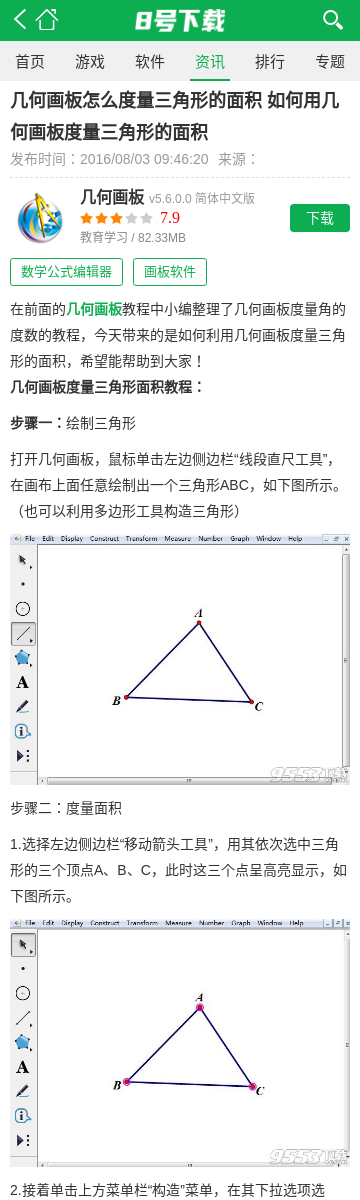 8号下载
首页 游戏 软件 资讯 排行 专题
几何画板怎么度量三角形的面积 如何用几
何画板度量三角形的面积
发布时间：2016/08/03 09:46:20 来源：
几何画板 v5.6.0.0 简体中文版
7.9
教育学习 / 82.33MB
下载
数学公式编辑器 画板软件
在前面的几何画板教程中小编整理了几何画板度量角的
度数的教程，今天带来的是如何利用几何画板度量三角
形的面积，希望能帮助到大家！
几何画板度量三角形面积教程：
步骤一：绘制三角形
打开几何画板，鼠标单击左边侧边栏“线段直尺工具”，
在画布上面任意绘制出一个三角形ABC，如下图所示。
（也可以利用多边形工具构造三角形）
File Edit Display Construct Transform Measure Number Graph Window Help
A
A
B
C
9553下载
步骤二：度量面积
1.选择左边侧边栏“移动箭头工具”，用其依次选中三角
形的三个顶点A、B、C，此时这三个点呈高亮显示，如
下图所示。
File Edit Display Construct Transform Measure Number Graph Window Help
A
A
B
C
9553下载
2.接着单击上方菜单栏“构造”菜单，在其下拉选项选